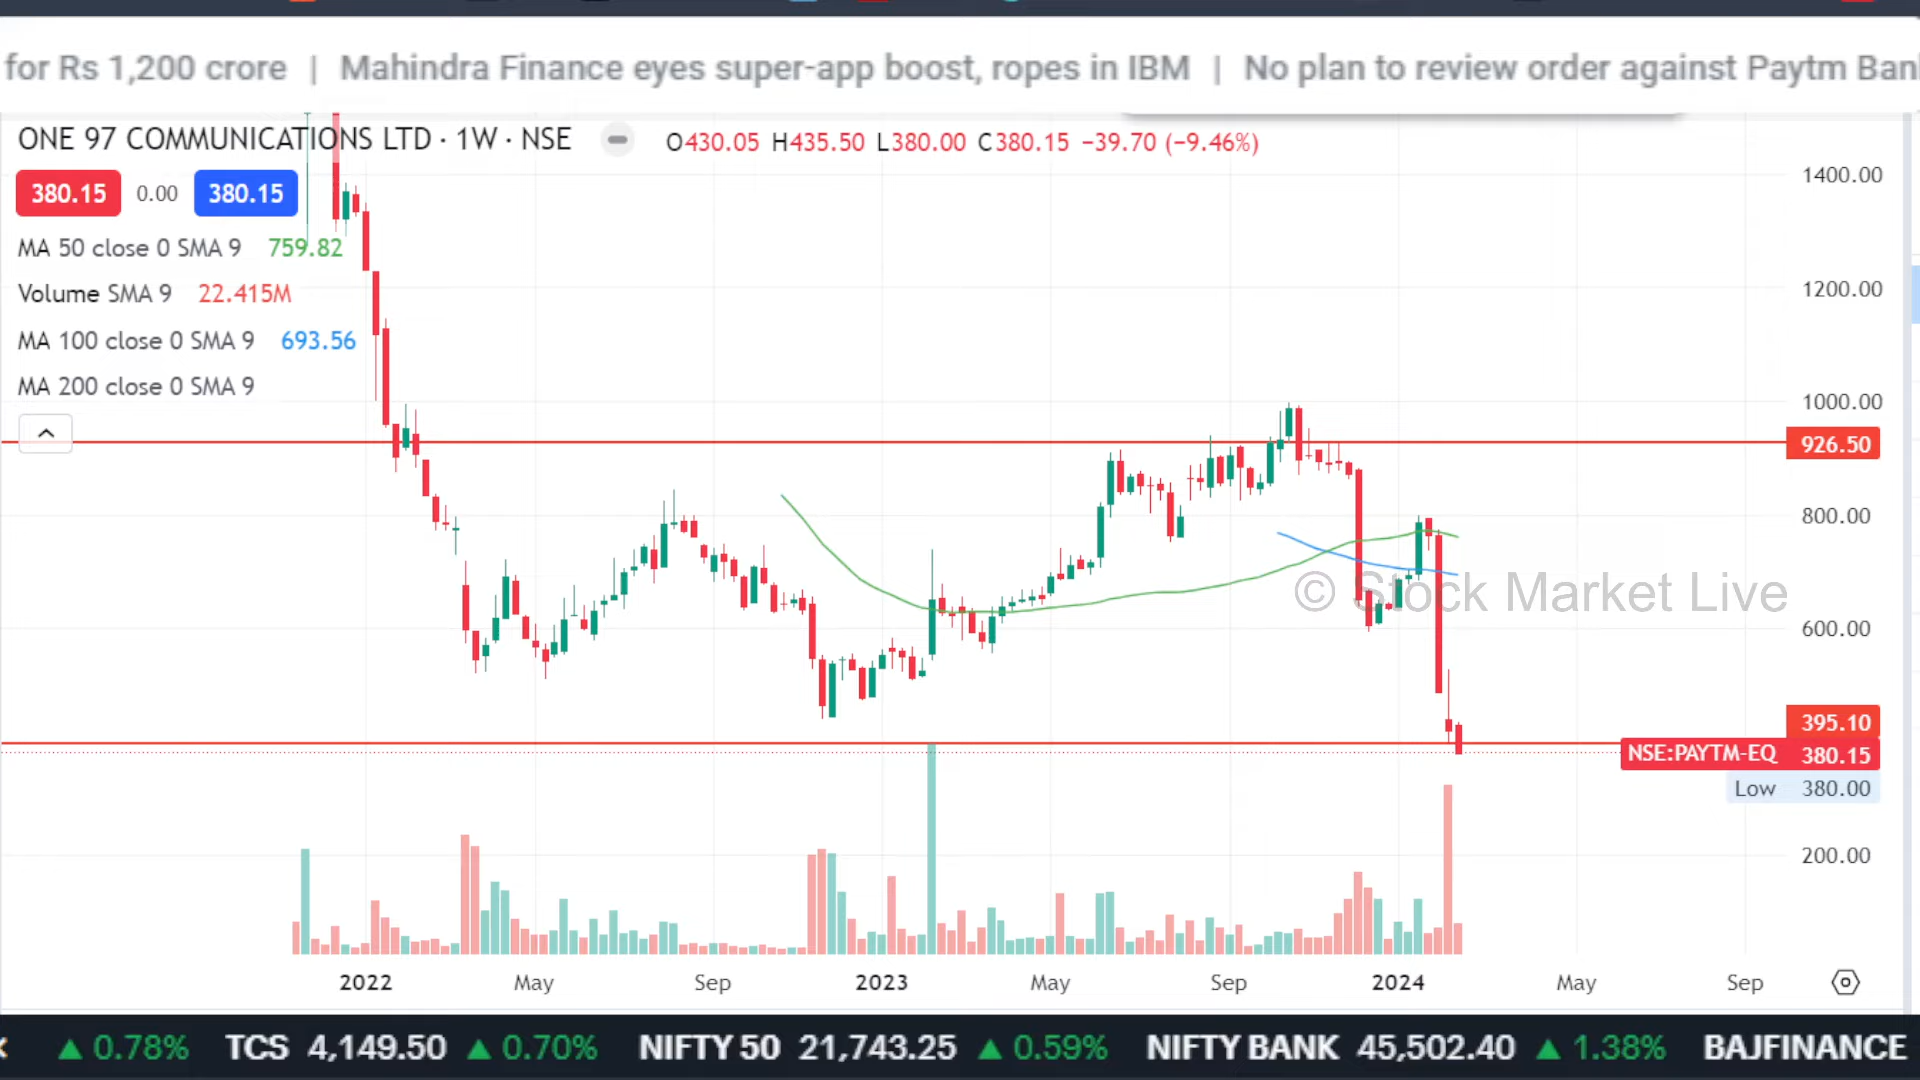 for Rs 1,200 crore | Mahindra Finance eyes super-app boost, ropes in IBM | No plan to review order against Paytm Ban
ONE 97 COMMUNICATIONS LTD · 1W · NSE O430.05 H435.50 L380.00 C380.15 −39.70 (−9.46%)
380.15 0.00 380.15
MA 50 close 0 SMA 9 759.82
Volume SMA 9 22.415M
MA 100 close 0 SMA 9 693.56
MA 200 close 0 SMA 9
1400.00
1200.00
1000.00
926.50
800.00
© Stock Market Live
600.00
395.10
NSE:PAYTM-EQ 380.15
Low 380.00
200.00
2022 May Sep 2023 May Sep 2024 May Sep
0.78% TCS 4,149.50 0.70% NIFTY 50 21,743.25 0.59% NIFTY BANK 45,502.40 1.38% BAJFINANCE